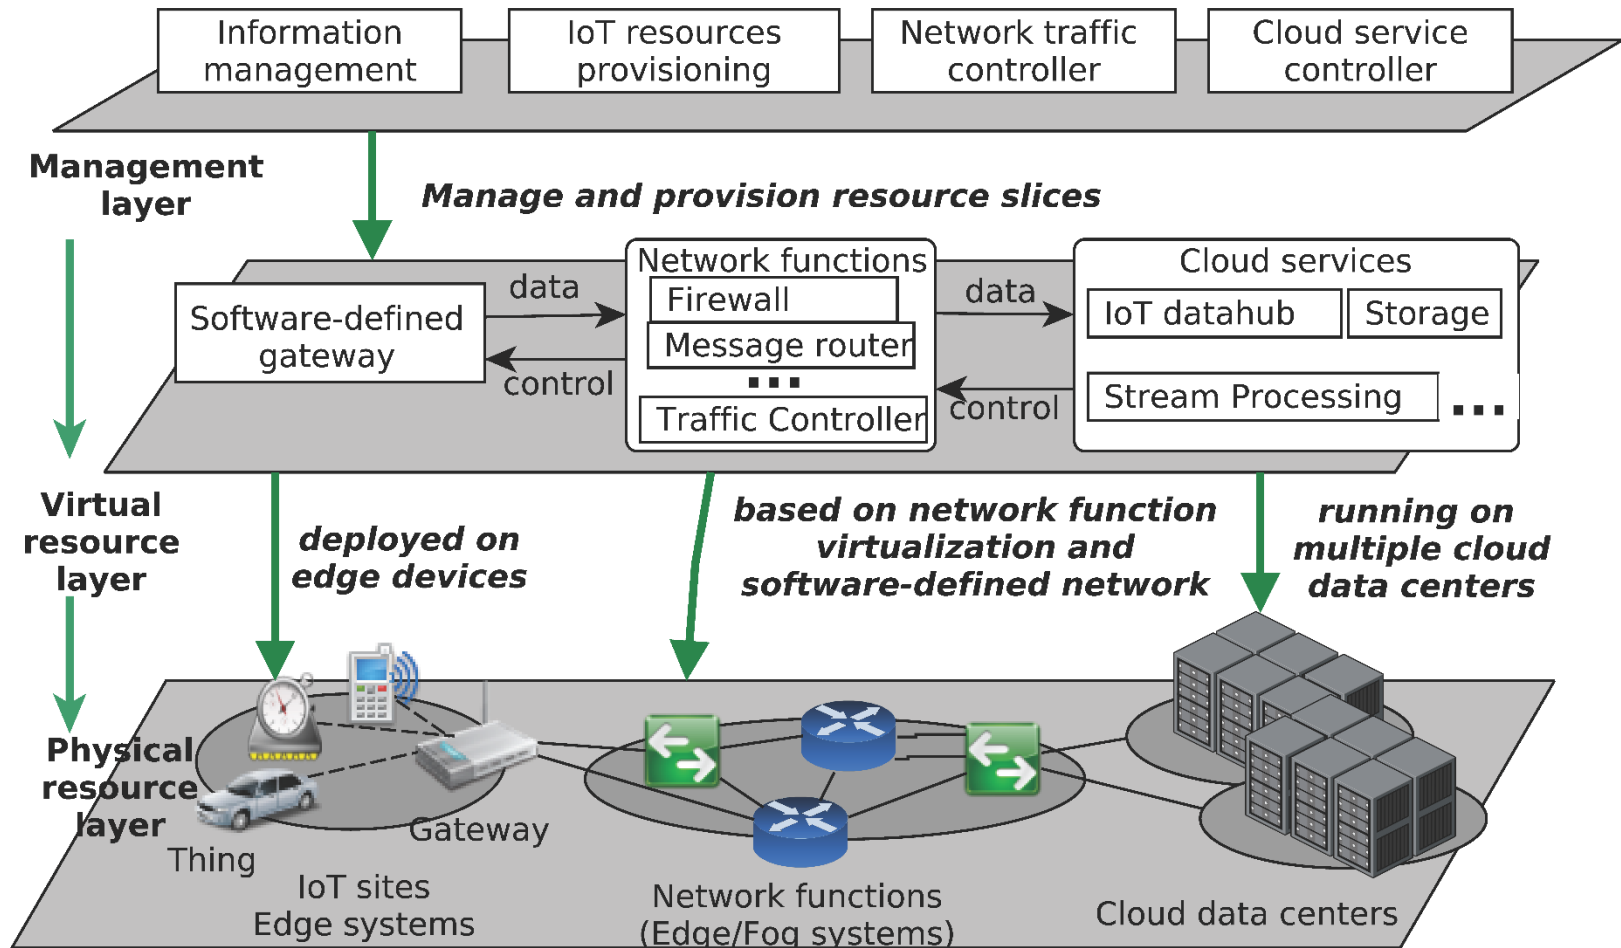 Information
management
IoT resources
provisioning
Network traffic
controller
Cloud service
controller
Management
layer
Manage and provision resource slices
Software-defined
gateway
data
control
Network functions
Firewall
Message router
...
Traffic Controller
data
control
Cloud services
IoT datahub
Storage
Stream Processing
...
Virtual
resource
layer
deployed on
edge devices
based on network function
virtualization and
software-defined network
running on
multiple cloud
data centers
Physical
resource
layer
Thing
Gateway
IoT sites
Edge systems
Network functions
(Edge/Fog systems)
Cloud data centers